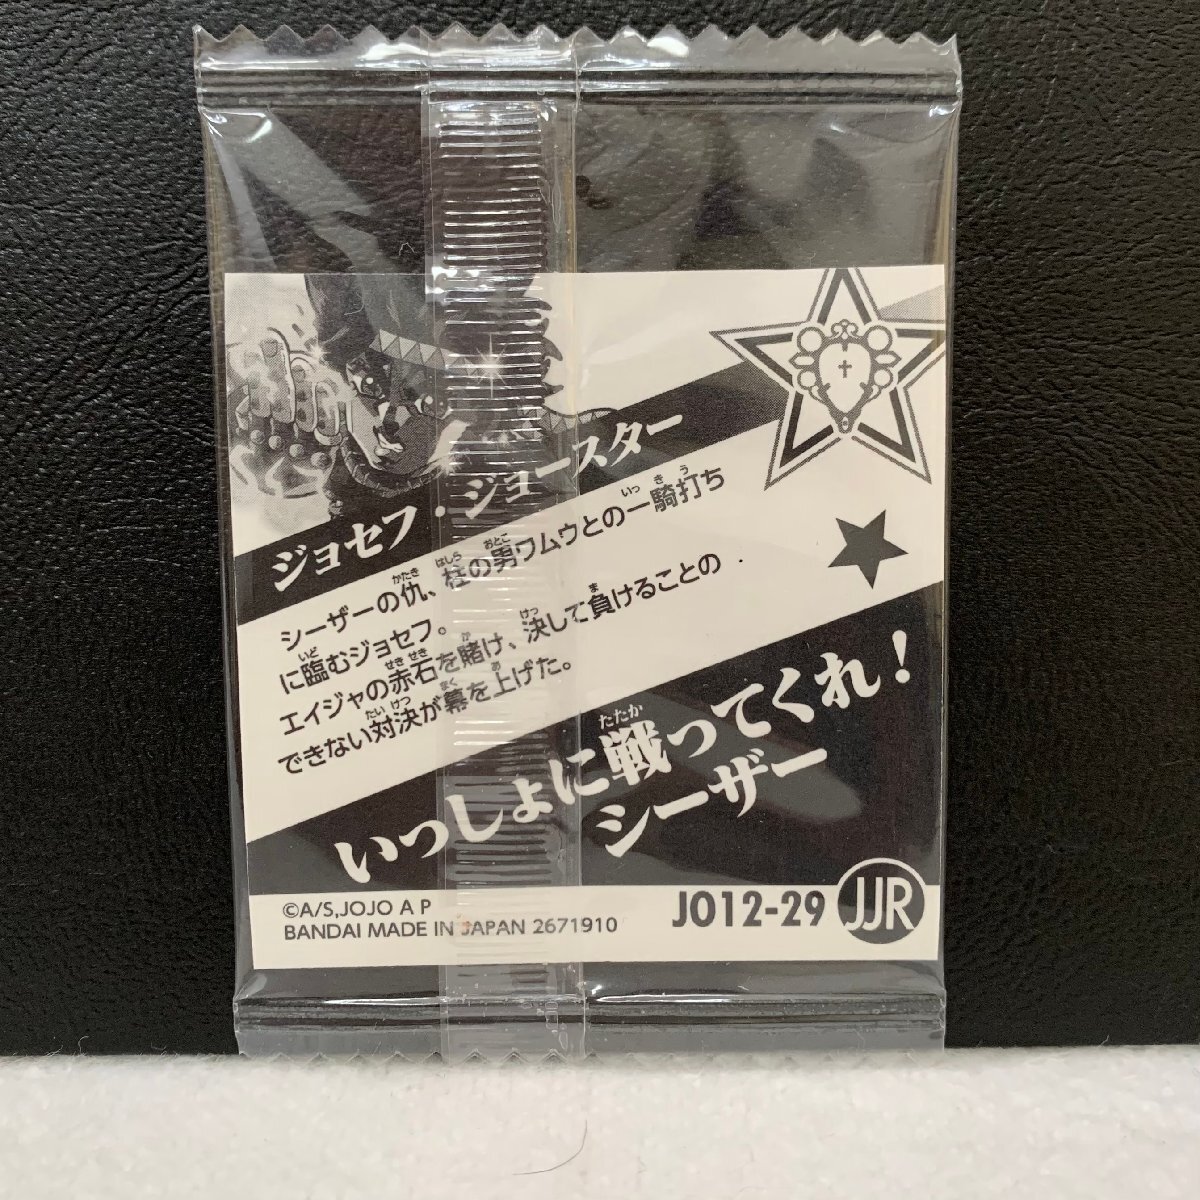 ジョセフ・ジョースター
シーザーの仇、柱の男ワムウとの一騎打ち
に臨むジョセフ。
エイジャの赤石を賭け、決して負けることの
できない対決が幕を上げた。
いっしょに戦ってくれ！
シーザー
©A/S,JOJO A P
BANDAI MADE IN JAPAN 2671910
JO12-29
JJR